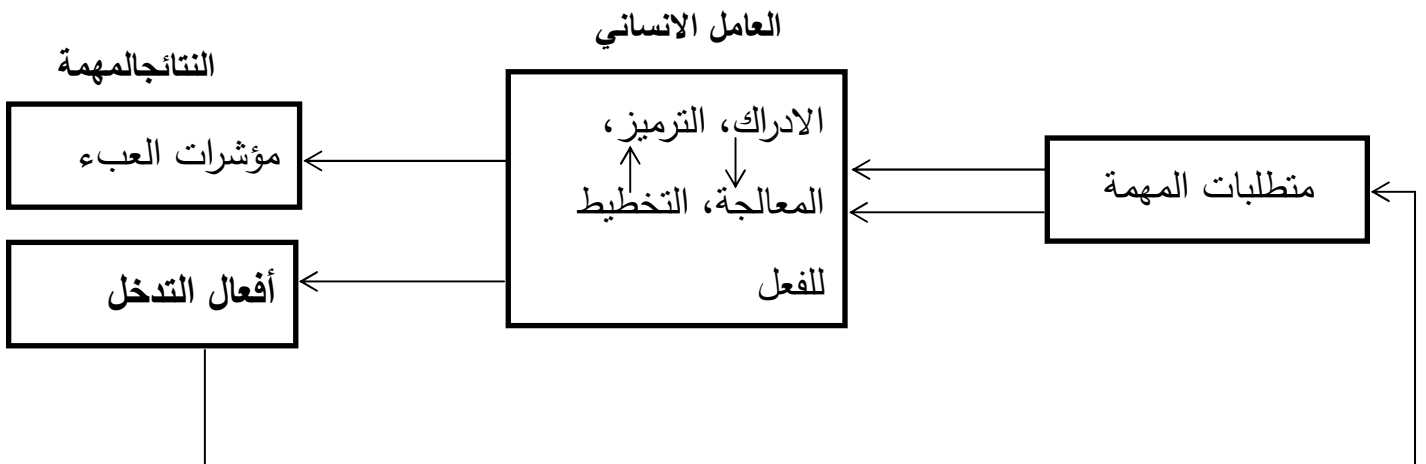 العامل الانساني
النتائجالمهمة
متطلبات المهمة
الادراك، الترميز،
المعالجة، التخطيط
للفعل
مؤشرات العبء
أفعال التدخل